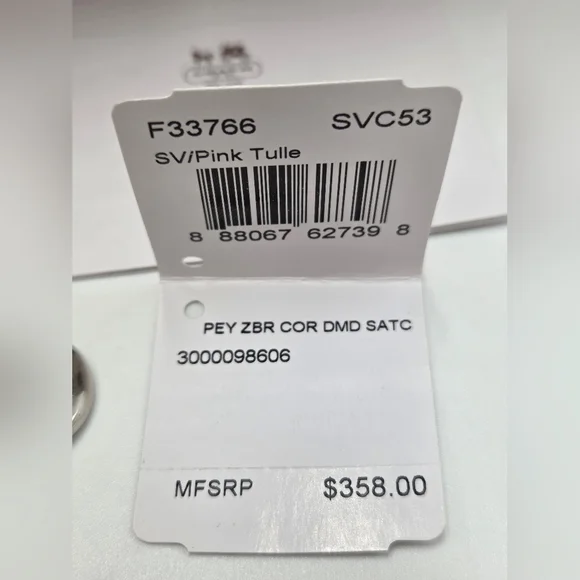 F33766 SVC53
SV/Pink Tulle
8 88067 62739 8
PEY ZBR COR DMD SATC
3000098606
MFSRP $358.00